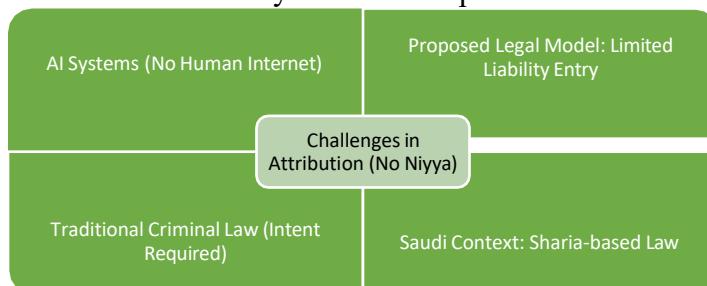 AI Systems (No Human Internet)
Proposed Legal Model: Limited
Liability Entry
Challenges in
Attribution (No Niyya)
Traditional Criminal Law (Intent
Required)
Saudi Context: Sharia-based Law